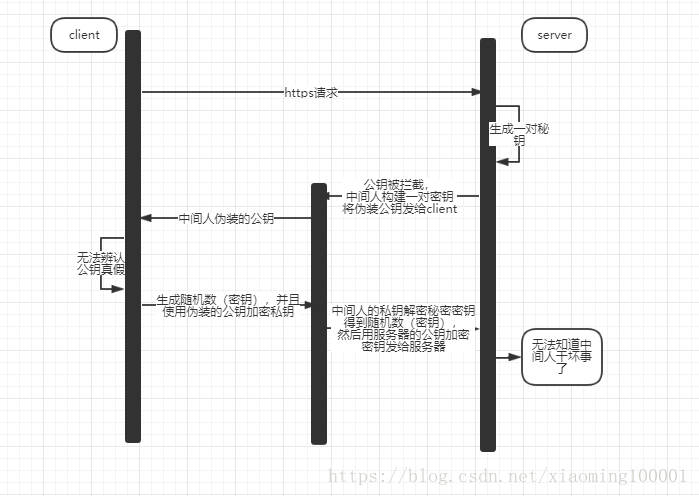 client
server
https请求
生成一对秘
钥
公钥被拦截，
中间人构建一对密钥
将伪装公钥发给client
中间人伪装的公钥
无法辨认
公钥真假
生成随机数（密钥），并且
使用伪装的公钥加密私钥
中间人的私钥解密秘密密钥
得到随机数（密钥），
然后用服务器的公钥加密
密钥发给服务器
无法知道中
间人干坏事
了
https://blog.csdn.net/xiaoming100001